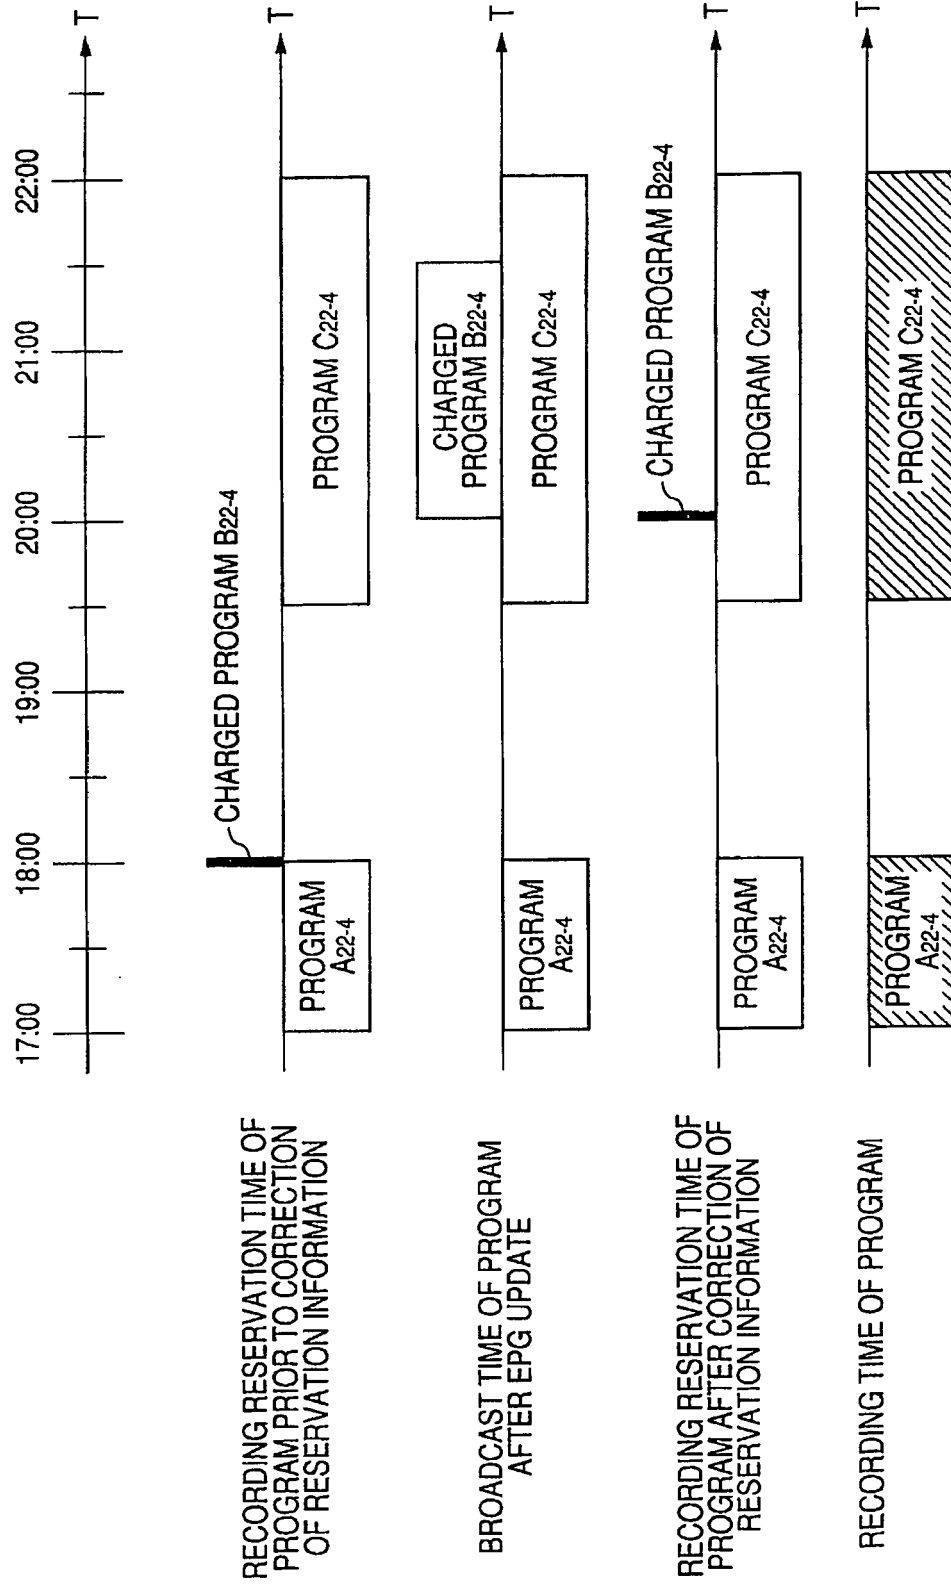 17:00 18:00 19:00 20:00 21:00 22:00 T
RECORDING RESERVATION TIME OF
PROGRAM PRIOR TO CORRECTION
OF RESERVATION INFORMATION
CHARGED PROGRAM B22-4
PROGRAM
A22-4
PROGRAM C22-4
T
BROADCAST TIME OF PROGRAM
AFTER EPG UPDATE
CHARGED
PROGRAM B22-4
PROGRAM
A22-4
PROGRAM C22-4
T
RECORDING RESERVATION TIME OF
PROGRAM AFTER CORRECTION OF
RESERVATION INFORMATION
CHARGED PROGRAM B22-4
PROGRAM
A22-4
PROGRAM C22-4
T
RECORDING TIME OF PROGRAM
PROGRAM
A22-4
PROGRAM C22-4
T